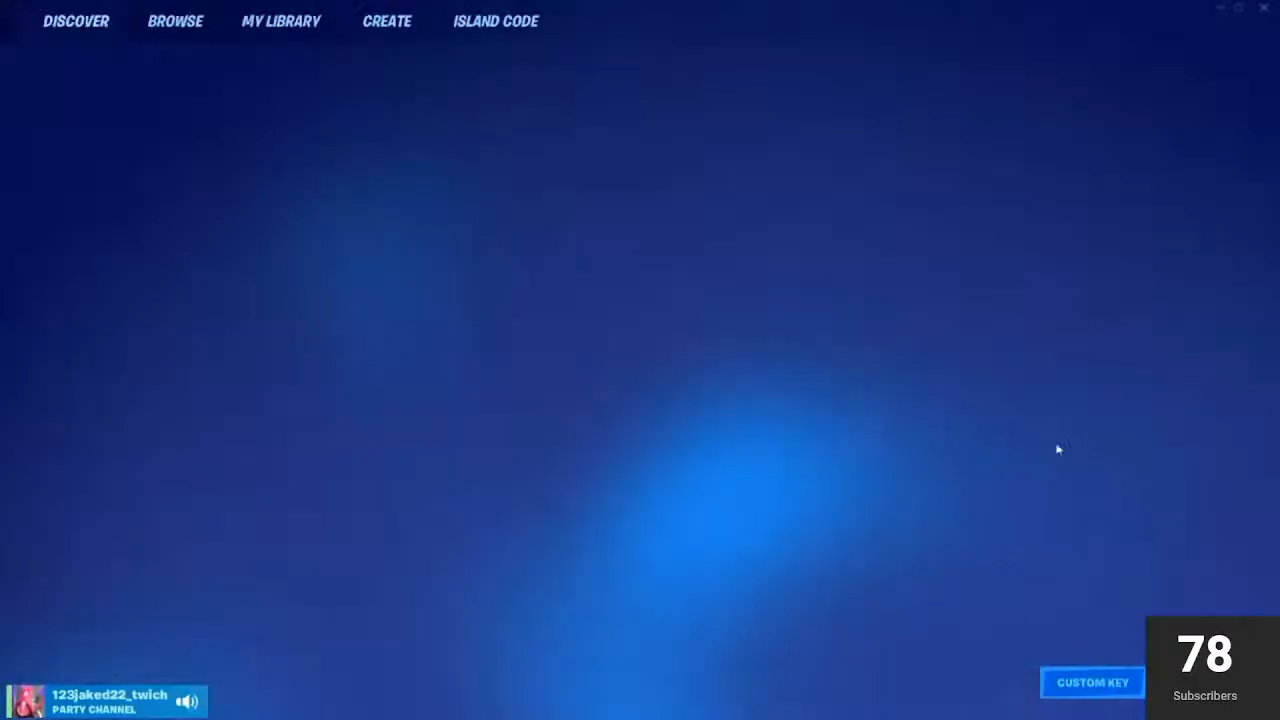 DISCOVER BROWSE MY LIBRARY CREATE ISLAND CODE
123jaked22_twich
PARTY CHANNEL
CUSTOM KEY
78
Subscribers